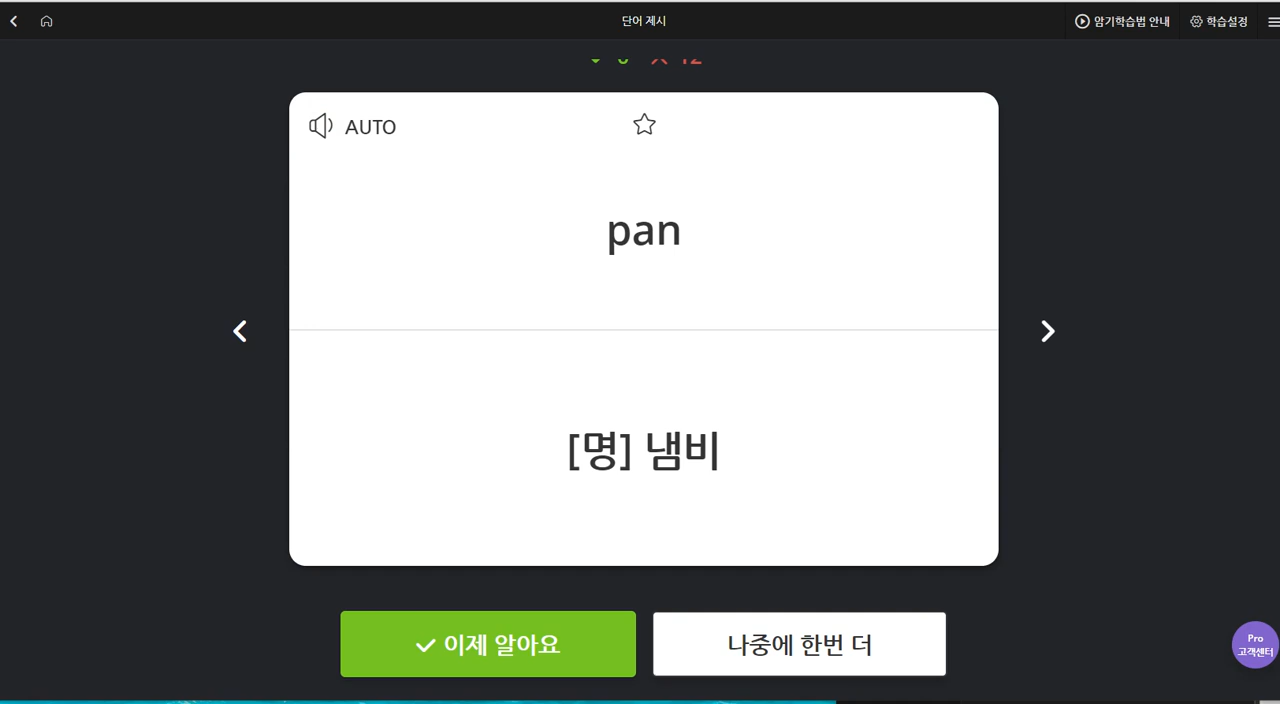 단어 제시
암기학습법 안내
학습설정
AUTO
pan
[명] 냄비
이제 알아요
나중에 한번 더
Pro
고객센터